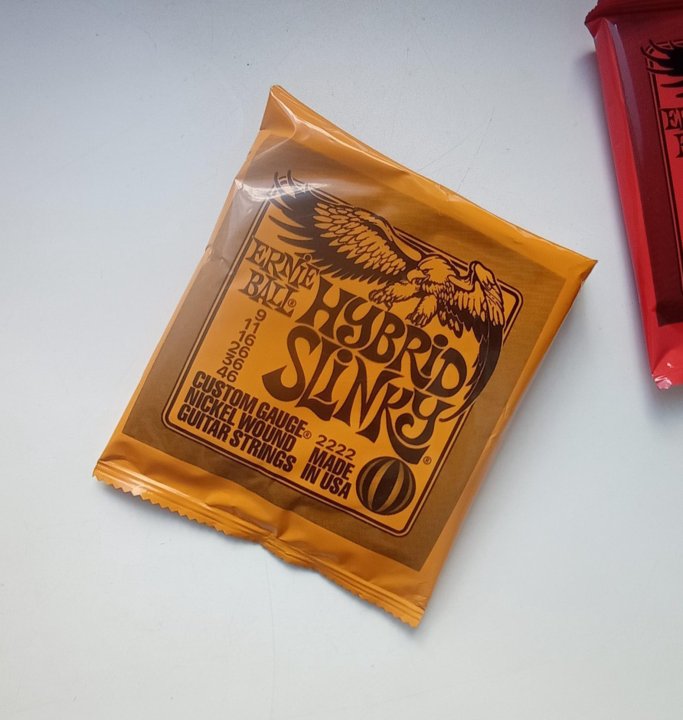 ERNIE
BALL®
HYBRID
SLINKY®
9
11
16
26
36
46
CUSTOM GAUGE®
NICKEL WOUND
GUITAR STRINGS
2222
MADE
IN USA